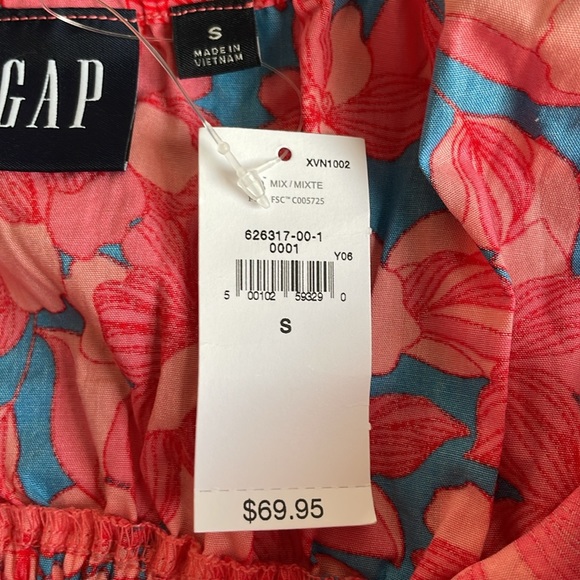 GAP
S
MADE IN
VIETNAM
XVN1002
MIX / MIXTE
FSC™ C005725
626317-00-1
0001
Y06
5 00102 59329 0
S
$69.95